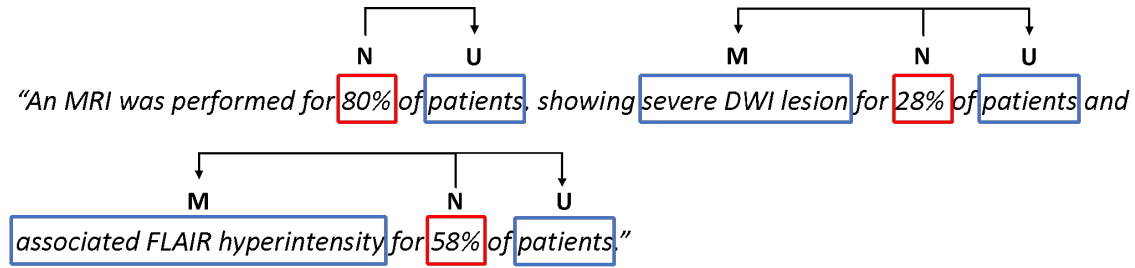 N U M N U
“An MRI was performed for 80% of patients, showing severe DWI lesion for 28% of patients and
M N U
associated FLAIR hyperintensity for 58% of patients.”